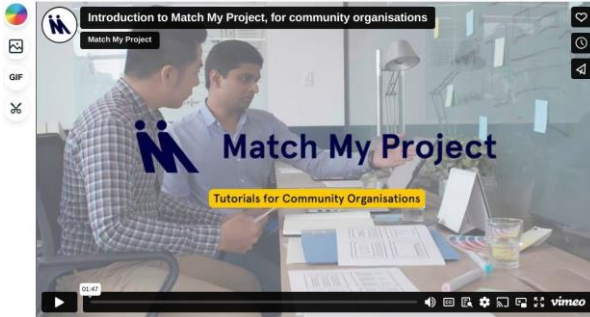 Introduction to Match My Project, for community organisations
Match My Project
GIF
Match My Project
Tutorials for Community Organisations
01:47
CC
vimeo